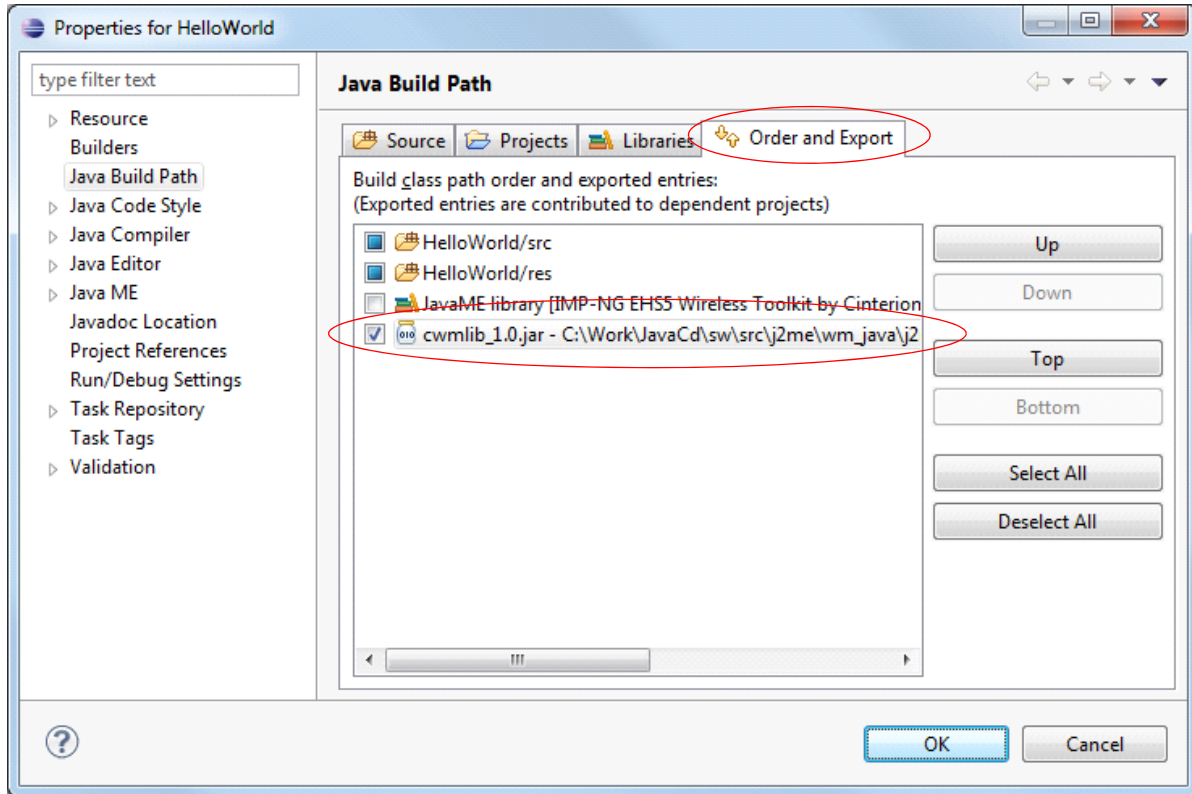 Properties for HelloWorld
type filter text
Resource
Builders
Java Build Path
Java Code Style
Java Compiler
Java Editor
Java ME
Javadoc Location
Project References
Run/Debug Settings
Task Repository
Task Tags
Validation
Java Build Path
Source Projects Libraries Order and Export
Build class path order and exported entries:
(Exported entries are contributed to dependent projects)
HelloWorld/src
HelloWorld/res
JavaME library [IMP-NG EHS5 Wireless Toolkit by Cinterion
cwmlib_1.0.jar - C:\Work\JavaCd\sw\src\j2me\wm_java\j2
Up
Down
Top
Bottom
Select All
Deselect All
OK Cancel